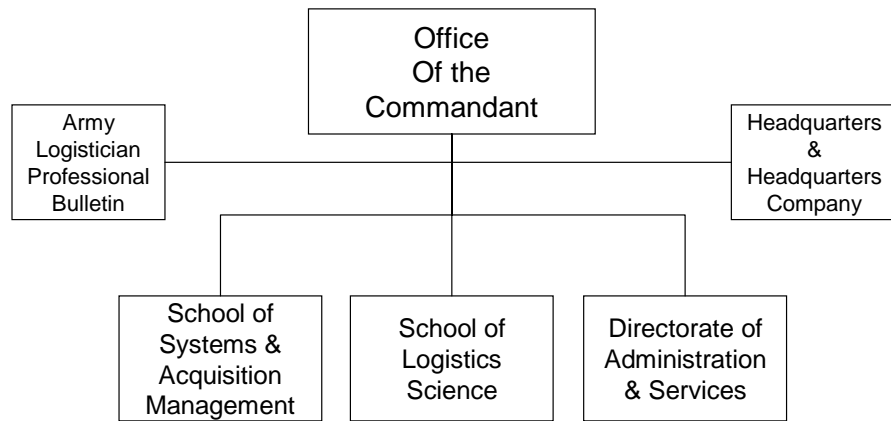 Office
Of the
Commandant
Army
Logistician
Professional
Bulletin
Headquarters
&
Headquarters
Company
School of
Systems &
Acquisition
Management
School of
Logistics
Science
Directorate of
Administration
& Services